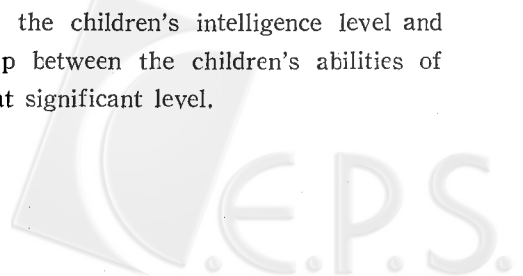 the children's intelligence level and
p between the children's abilities of
at significant level.
C.E.P.S.